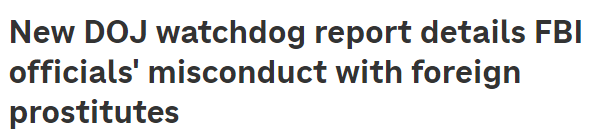 New DOJ watchdog report details FBI
officials' misconduct with foreign
prostitutes